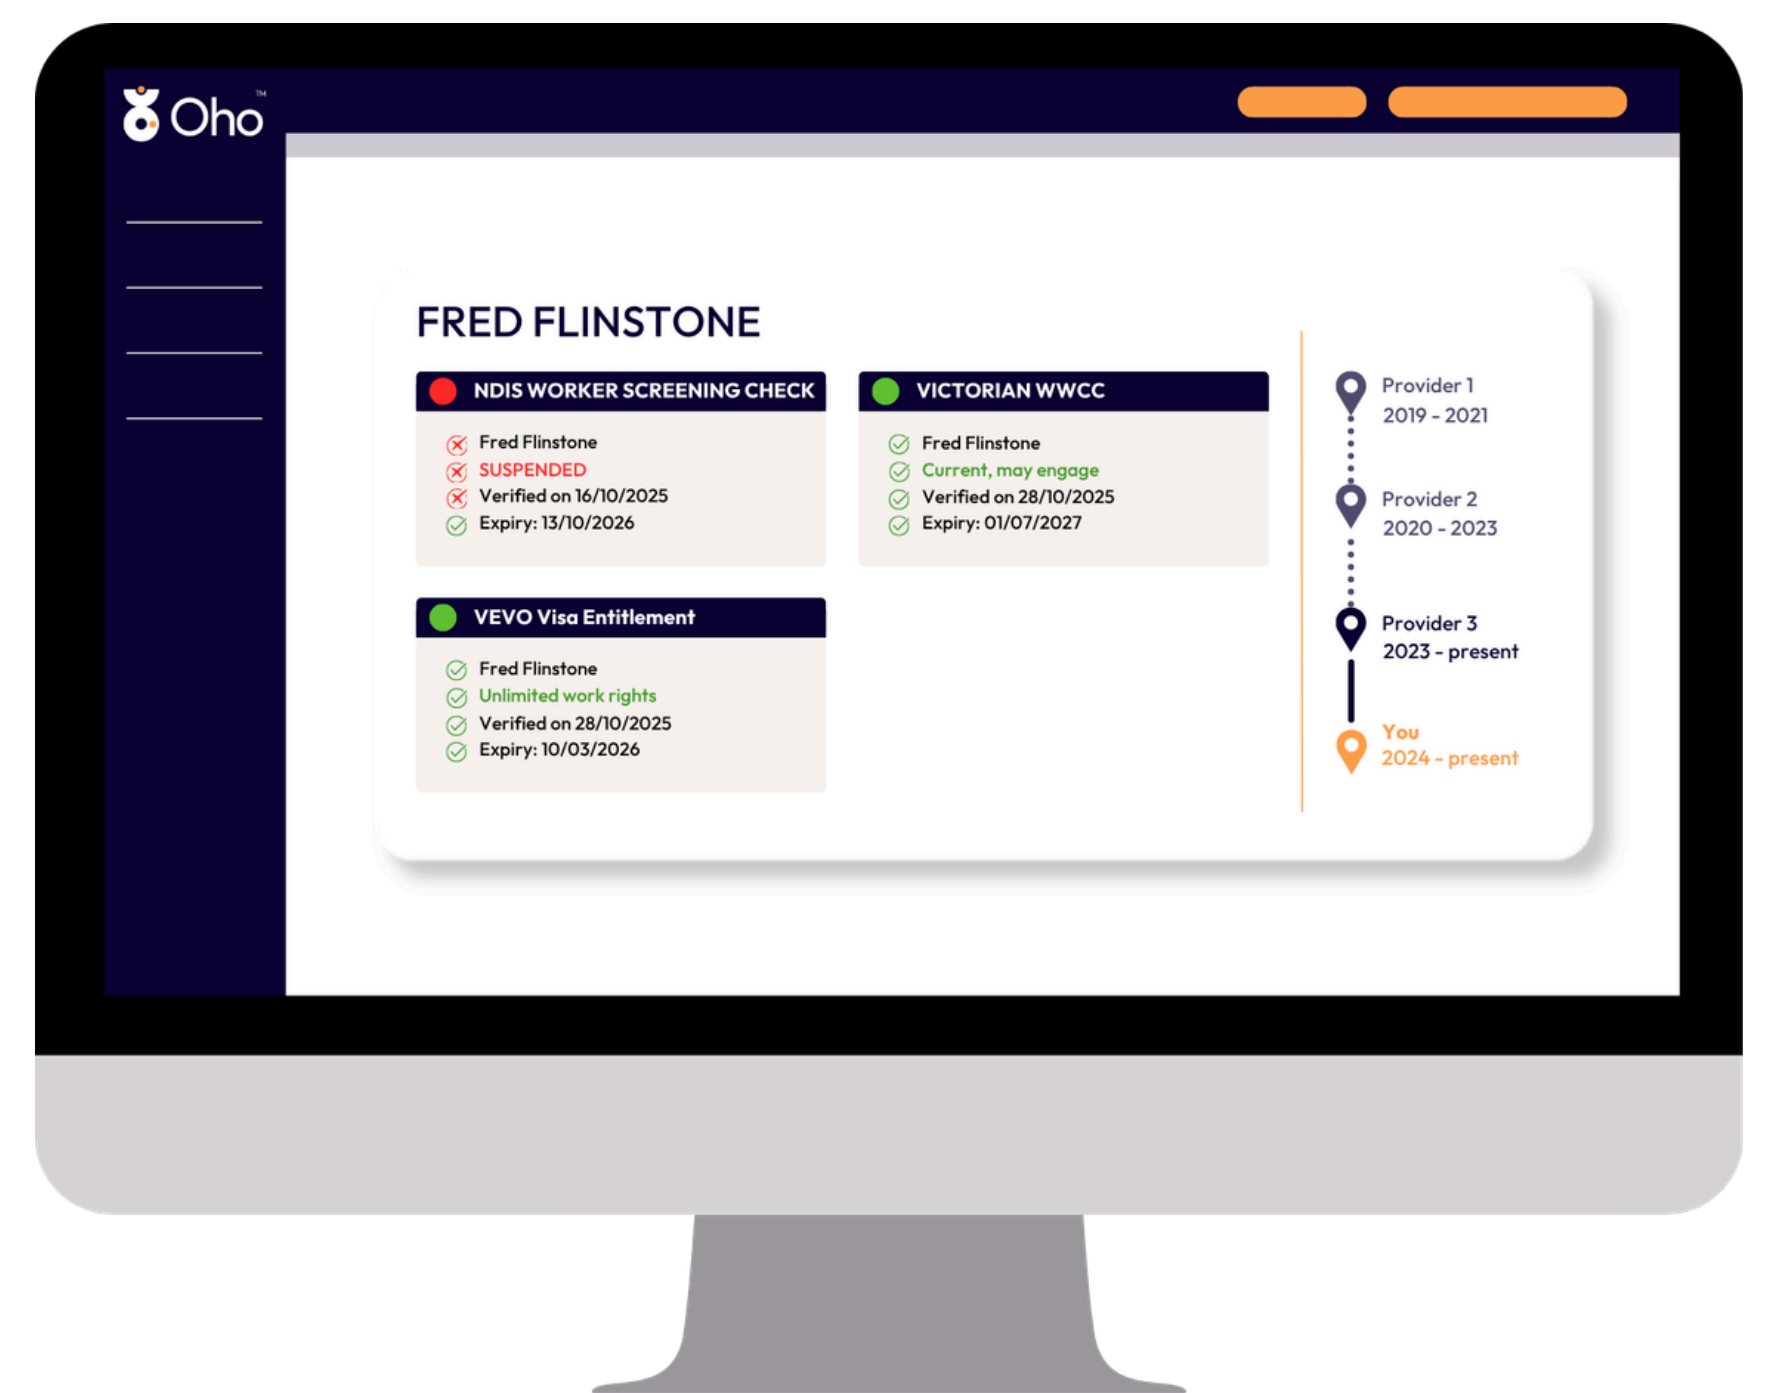 Oho™
FRED FLINSTONE
NDIS WORKER SCREENING CHECK
Fred Flinstone
SUSPENDED
Verified on 16/10/2025
Expiry: 13/10/2026
VICTORIAN WWCC
Fred Flinstone
Current, may engage
Verified on 28/10/2025
Expiry: 01/07/2027
VEVO Visa Entitlement
Fred Flinstone
Unlimited work rights
Verified on 28/10/2025
Expiry: 10/03/2026
Provider 1
2019 - 2021
Provider 2
2020 - 2023
Provider 3
2023 - present
You
2024 - present